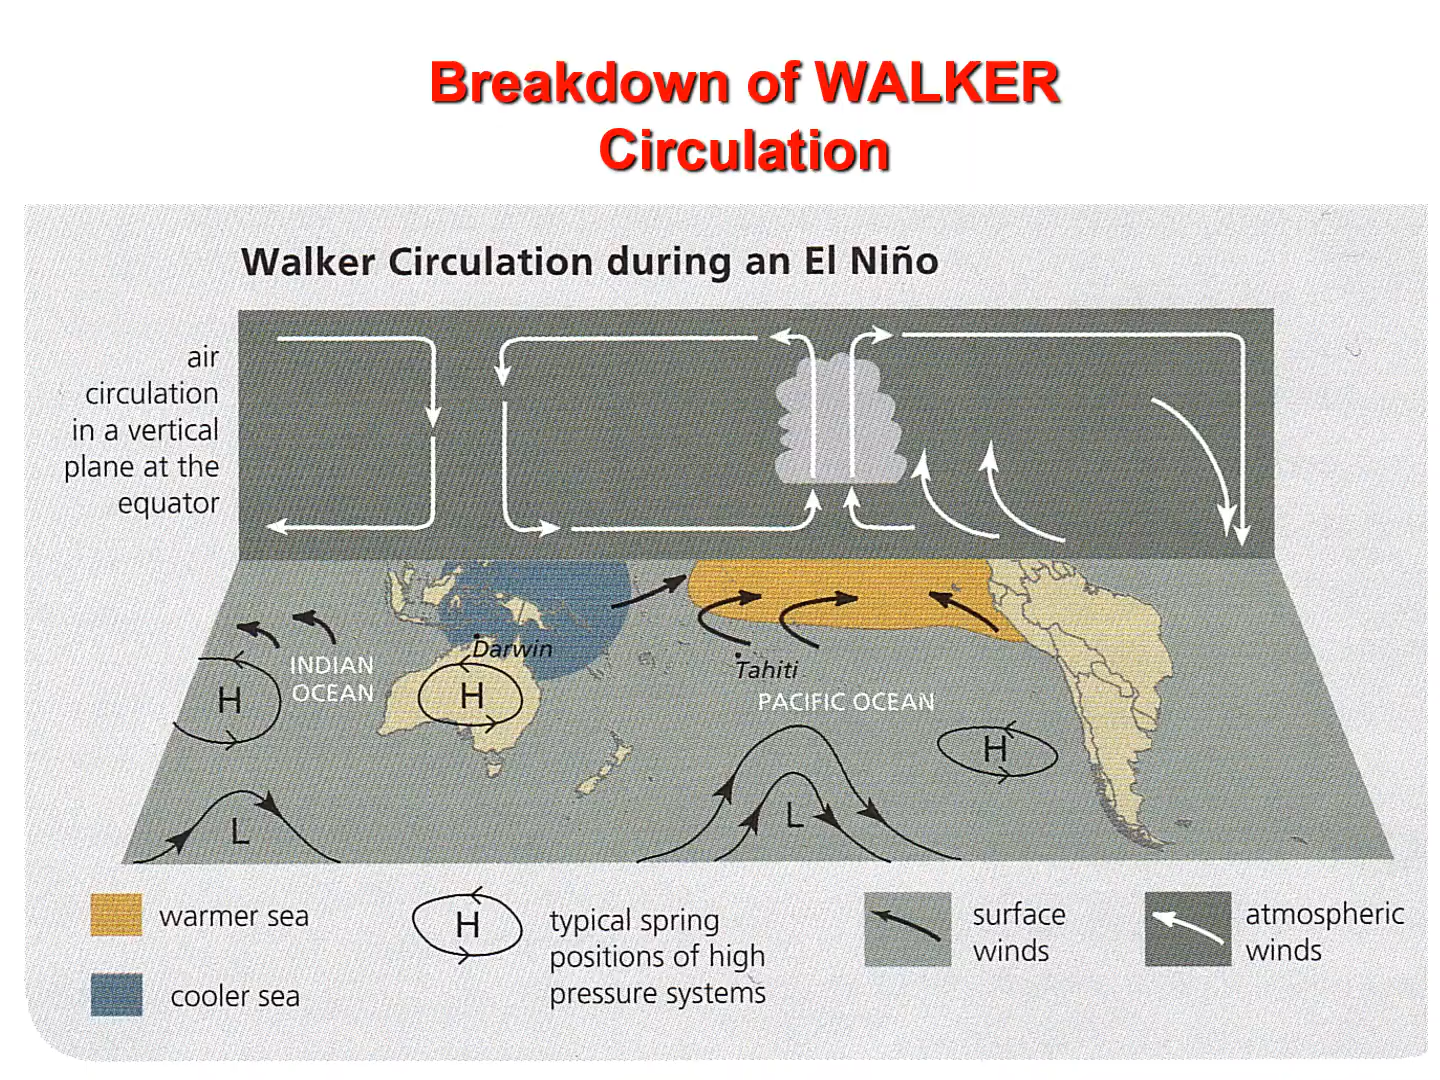 Breakdown of WALKER
Circulation
Walker Circulation during an El Niño
air
circulation
in a vertical
plane at the
equator
Darwin
INDIAN
OCEAN
Tahiti
PACIFIC OCEAN
H
H
H
L
L
warmer sea
cooler sea
H
typical spring
positions of high
pressure systems
surface
winds
atmospheric
winds